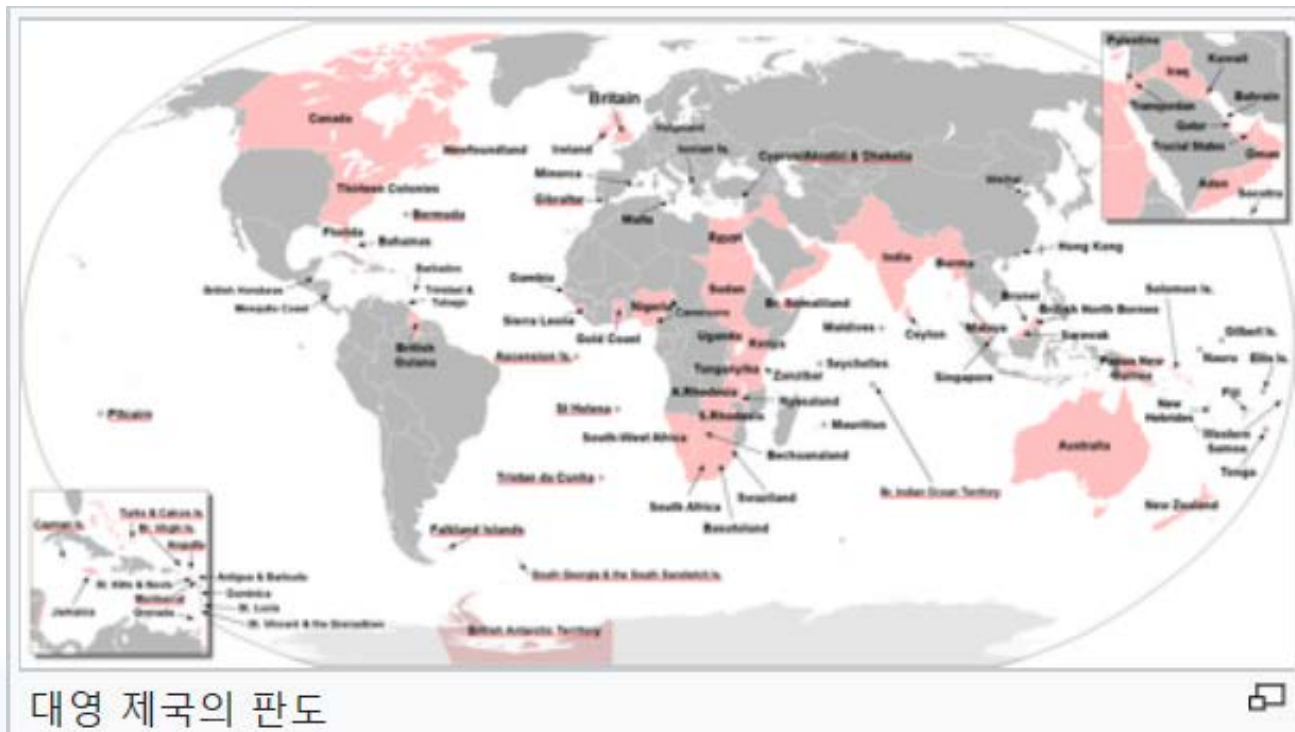 Palestine
Iraq
Kuwait
Transjordan
Bahrain
Qatar
Trucial States
Oman
Aden
Socotra
Britain
Canada
Newfoundland
Ireland
Heligoland
Ionian Is.
Cyprus/Akrotiri & Dhekelia
Minorca
Gibraltar
Malta
Weihai
Thirteen Colonies
Bermuda
Florida
Bahamas
Egypt
India
Burma
Hong Kong
British Honduras
Mosquito Coast
Barbados
Trinidad &
Tobago
Gambia
Sierra Leone
Gold Coast
Nigeria
Cameroons
Sudan
Br. Somaliland
Maldives
Ceylon
Brunei
British North Borneo
Malaya
Sarawak
Singapore
Solomon Is.
Gilbert Is.
Nauru
Ellis Is.
British
Guiana
Ascension Is.
Uganda
Kenya
Tanganyika
Zanzibar
Seychelles
Papua New
Guinea
Pitcairn
St Helena
N.Rhodesia
S.Rhodesia
Nyasaland
Mauritius
New
Hebrides
Fiji
Western
Samoa
Tonga
South-West Africa
Bechuanaland
Australia
Tristan da Cunha
South Africa
Swaziland
Basutoland
Br. Indian Ocean Territory
New Zealand
Falkland Islands
South Georgia & the South Sandwich Is.
British Antarctic Territory
Cayman Is.
Turks & Caicos Is.
Br. Virgin Is.
Anguilla
St. Kitts & Nevis
Antigua & Barbuda
Montserrat
Dominica
Jamaica
Grenada
St. Lucia
St. Vincent & the Grenadines
대영 제국의 판도